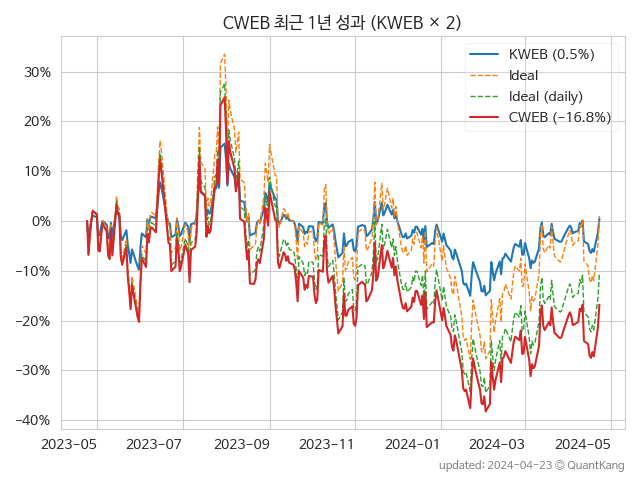 CWEB 최근 1년 성과 (KWEB × 2)
KWEB (0.5%)
Ideal
Ideal (daily)
CWEB (−16.8%)
30%
20%
10%
0%
−10%
−20%
−30%
−40%
2023-05 2023-07 2023-09 2023-11 2024-01 2024-03 2024-05
updated: 2024-04-23 © QuantKang